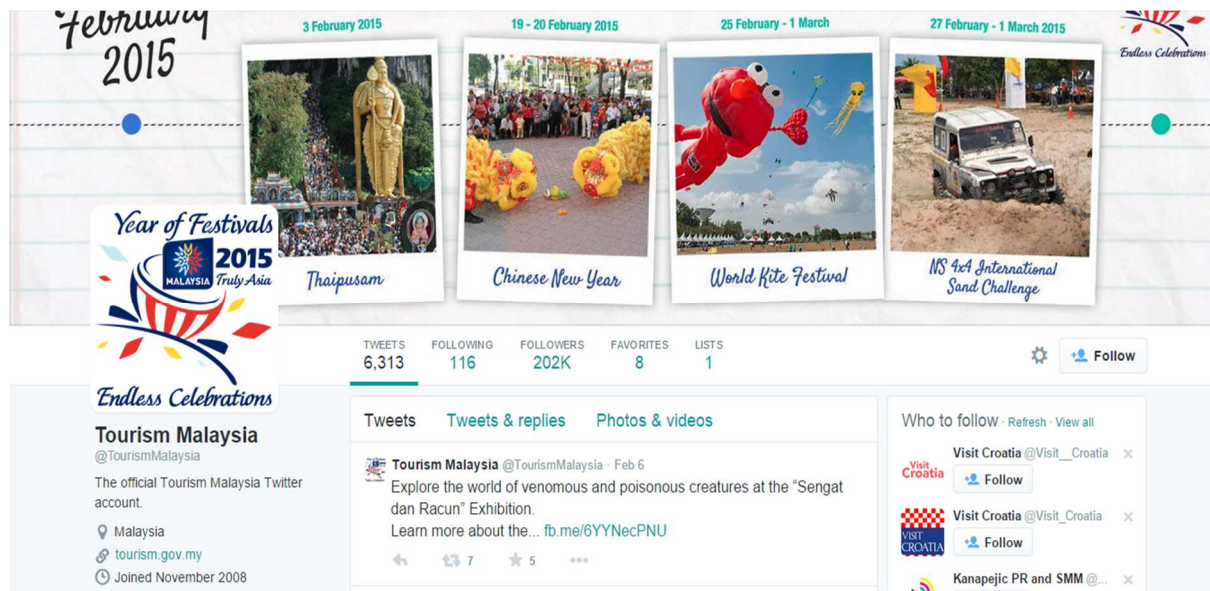 February
2015
3 February 2015
19 - 20 February 2015
25 February - 1 March
27 February - 1 March 2015
Endless Celebrations
Thaipusam
Chinese New Year
World Kite Festival
NS 4x4 International
Sand Challenge
Year of Festivals
2015
MALAYSIA Truly Asia
Endless Celebrations
TWEETS
6,313
FOLLOWING
116
FOLLOWERS
202K
FAVORITES
8
LISTS
1
Follow
Tourism Malaysia
@TourismMalaysia
The official Tourism Malaysia Twitter
account.
Malaysia
tourism.gov.my
Joined November 2008
Tweets Tweets & replies Photos & videos
Tourism Malaysia @TourismMalaysia · Feb 6
Explore the world of venomous and poisonous creatures at the “Sengat
dan Racun” Exhibition.
Learn more about the... fb.me/6YYNecPNU
7 5
Who to follow · Refresh · View all
Visit Croatia @Visit__Croatia
Visit
Croatia
Follow
Visit Croatia @Visit_Croatia
VISIT
CROATIA
Follow
Kanapejic PR and SMM @...